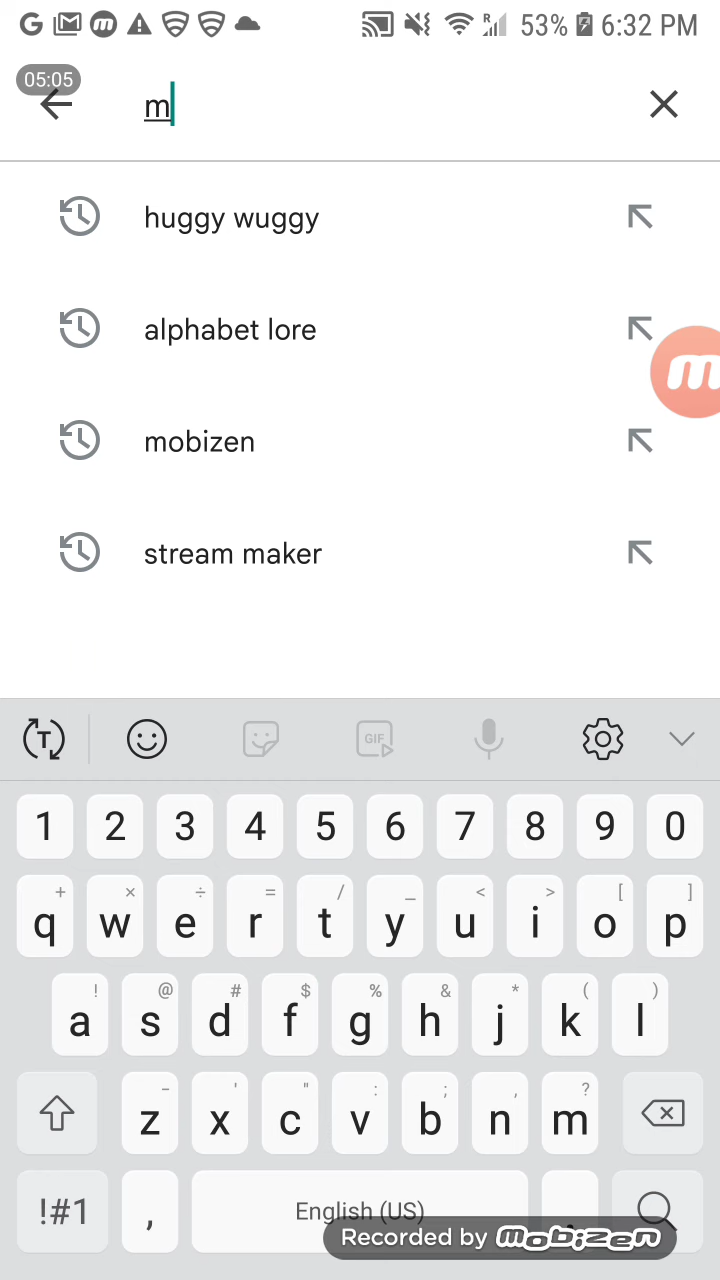 G M m R 53% 6:32 PM
05:05
m
huggy wuggy
alphabet lore
m
mobizen
stream maker
T GIF
1 2 3 4 5 6 7 8 9 0
+ × ÷ = / _ < > [ ]
q w e r t y u i o p
! @ # $ % & * ( )
a s d f g h j k l
- ' " : ; , ?
z x c v b n m
!#1 , English (US) .
Recorded by mobizen